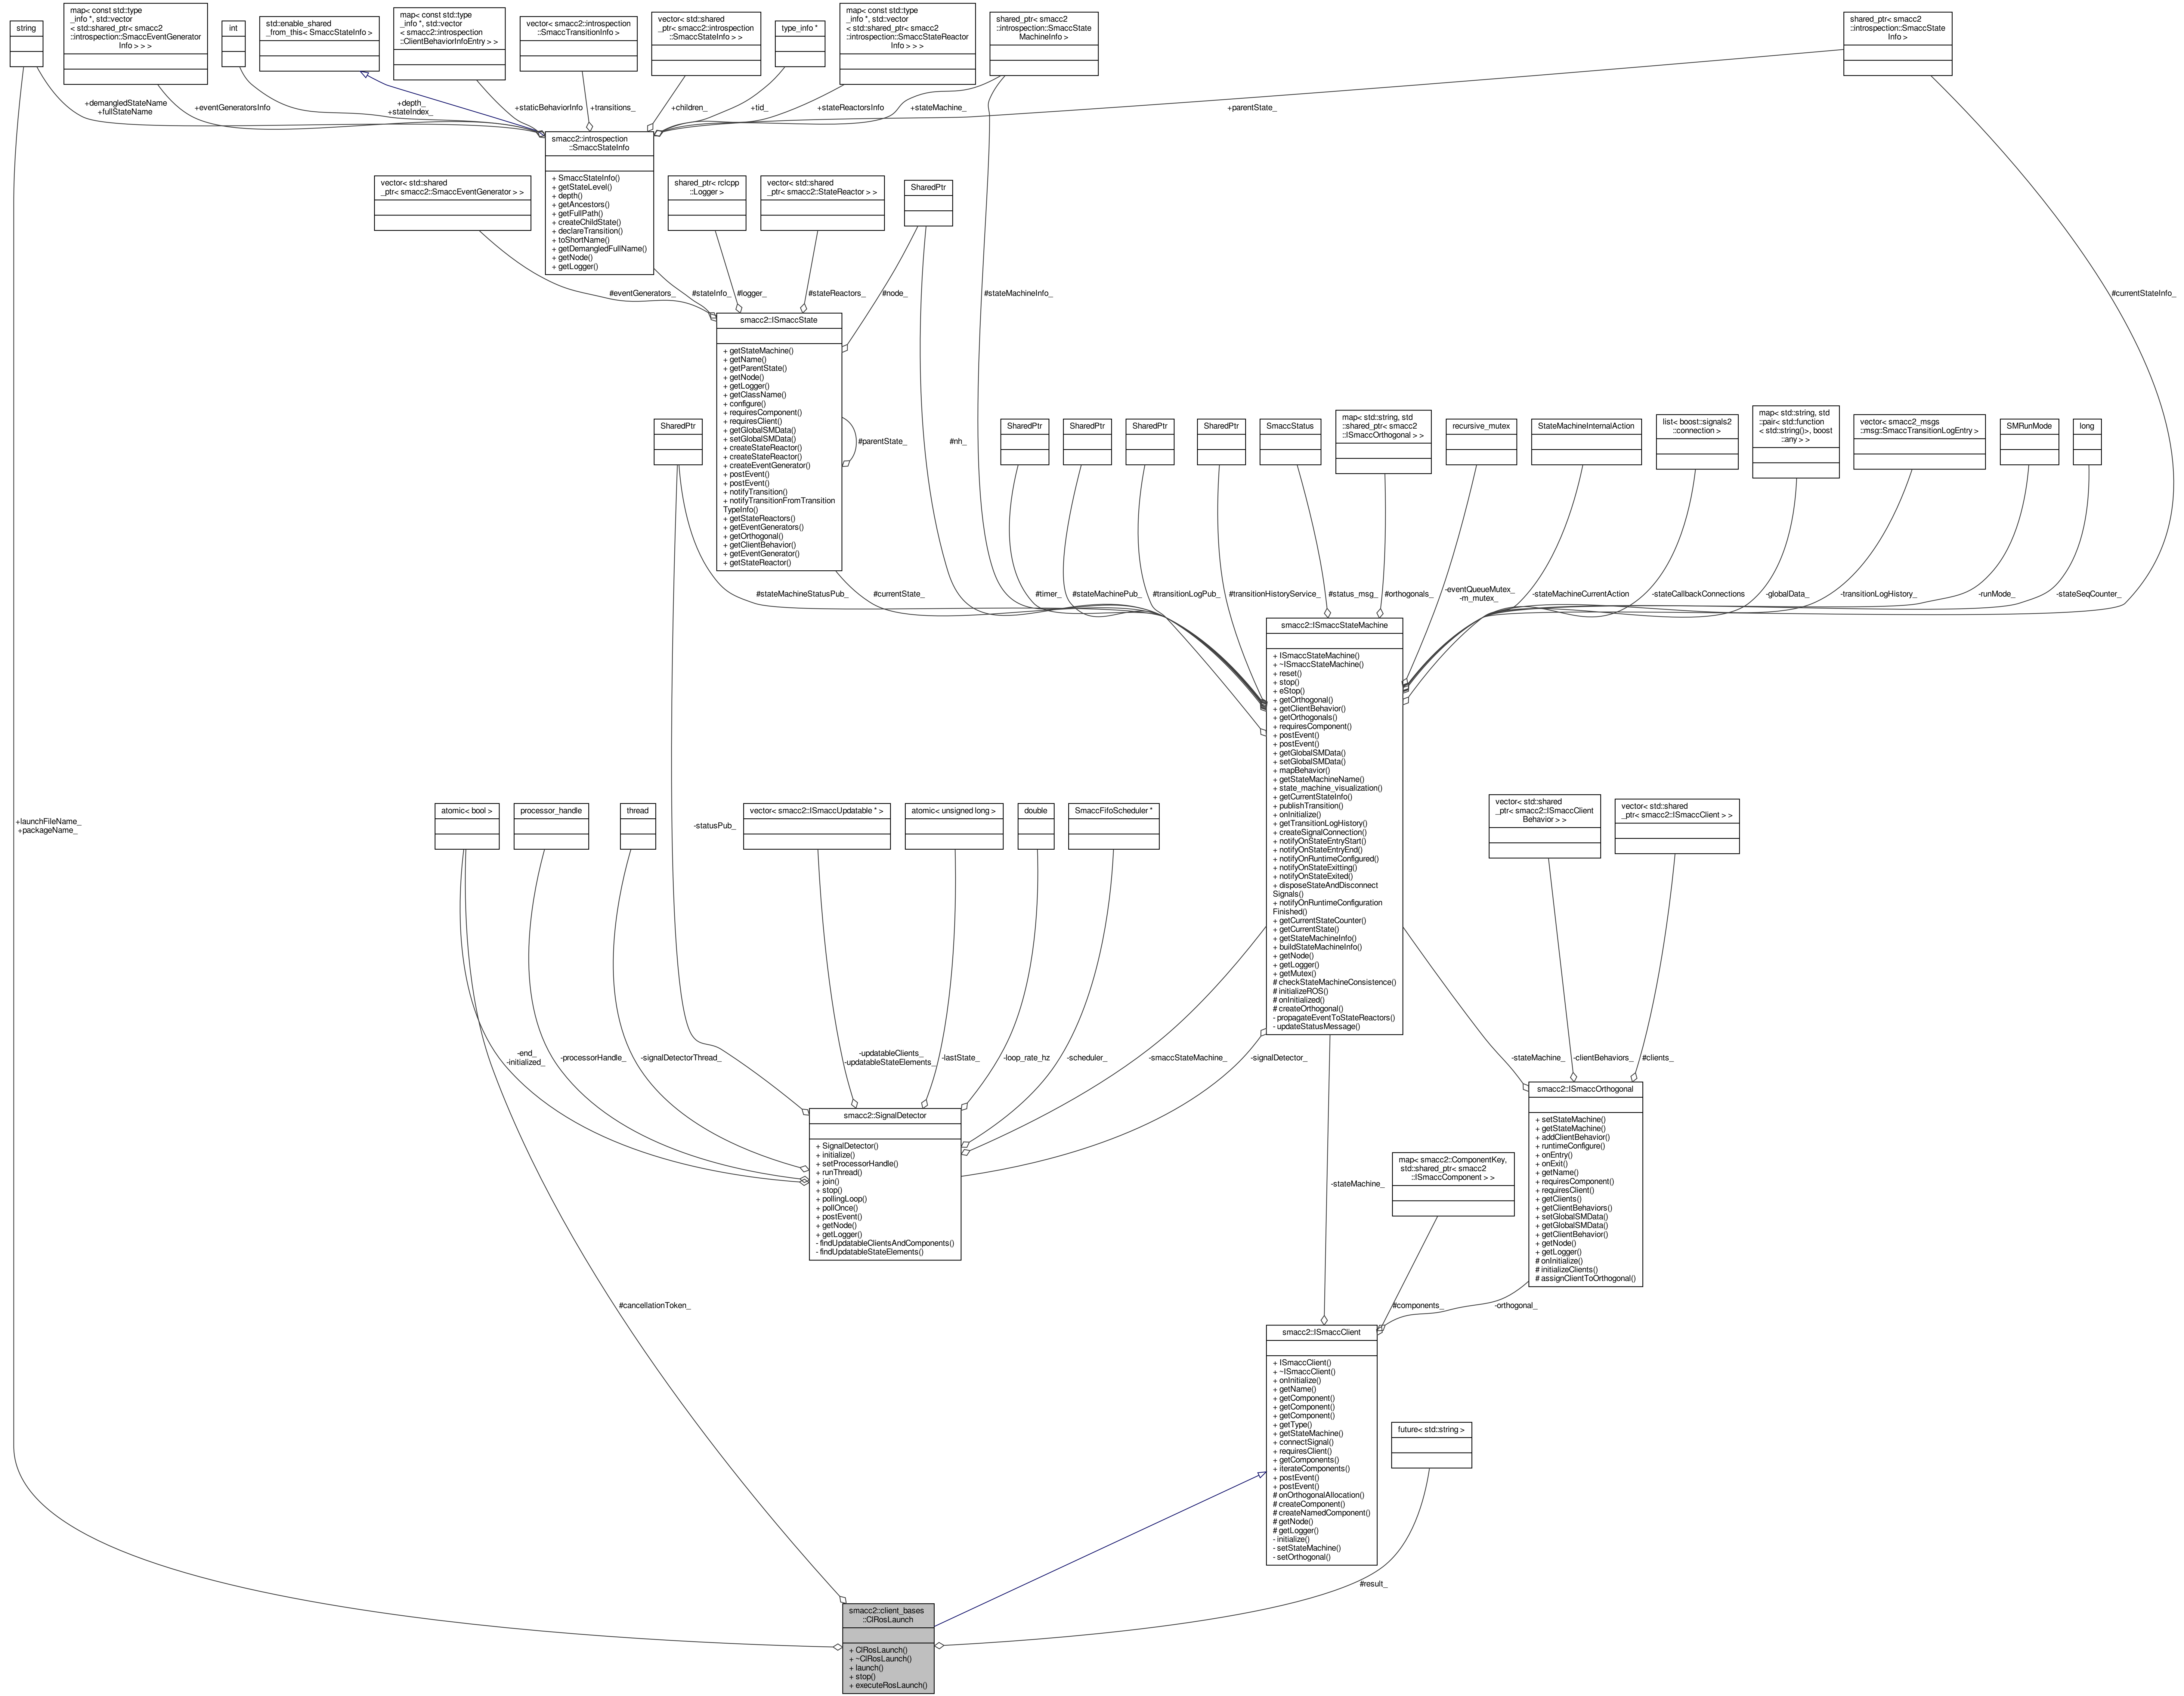 string
map< const std::type
_info *, std::vector
< std::shared_ptr< smacc2
::introspection::SmaccEventGenerator
Info > > >
int
std::enable_shared
_from_this< SmaccStateInfo >
map< const std::type
_info *, std::vector
< smacc2::introspection
::ClientBehaviorInfoEntry > >
vector< smacc2::introspection
::SmaccTransitionInfo >
vector< std::shared
_ptr< smacc2::introspection
::SmaccStateInfo > >
type_info *
map< const std::type
_info *, std::vector
< std::shared_ptr< smacc2
::introspection::SmaccStateReactor
Info > > >
shared_ptr< smacc2
::introspection::SmaccState
MachineInfo >
shared_ptr< smacc2
::introspection::SmaccState
Info >
+demangledStateName
+fullStateName
+eventGeneratorsInfo
+depth_
+stateIndex_
+staticBehaviorInfo
+transitions_
+children_
+tid_
+stateReactorsInfo
+stateMachine_
+parentState_
smacc2::introspection
::SmaccStateInfo
+ SmaccStateInfo()
+ getStateLevel()
+ depth()
+ getAncestors()
+ getFullPath()
+ createChildState()
+ declareTransition()
+ toShortName()
+ getDemangledFullName()
+ getNode()
+ getLogger()
vector< std::shared
_ptr< smacc2::SmaccEventGenerator > >
shared_ptr< rclcpp
::Logger >
vector< std::shared
_ptr< smacc2::StateReactor > >
SharedPtr
#eventGenerators_
#stateInfo_
#logger_
#stateReactors_
#node_
#stateMachineInfo_
#currentStateInfo_
smacc2::ISmaccState
+ getStateMachine()
+ getName()
+ getParentState()
+ getNode()
+ getLogger()
+ getClassName()
+ configure()
+ requiresComponent()
+ requiresClient()
+ getGlobalSMData()
+ setGlobalSMData()
+ createStateReactor()
+ createStateReactor()
+ createEventGenerator()
+ postEvent()
+ postEvent()
+ notifyTransition()
+ notifyTransitionFromTransition
TypeInfo()
+ getStateReactors()
+ getEventGenerators()
+ getOrthogonal()
+ getClientBehavior()
+ getEventGenerator()
+ getStateReactor()
#parentState_
#nh_
SharedPtr
SharedPtr
SharedPtr
SharedPtr
SharedPtr
SmaccStatus
map< std::string, std
::shared_ptr< smacc2
::ISmaccOrthogonal > >
recursive_mutex
StateMachineInternalAction
list< boost::signals2
::connection >
map< std::string, std
::pair< std::function
< std::string()>, boost
::any > >
vector< smacc2_msgs
::msg::SmaccTransitionLogEntry >
SMRunMode
long
#stateMachineStatusPub_
#currentState_
#timer_
#stateMachinePub_
#transitionLogPub_
#transitionHistoryService_
#status_msg_
#orthogonals_
-eventQueueMutex_
-m_mutex_
-stateMachineCurrentAction
-stateCallbackConnections
-globalData_
-transitionLogHistory_
-runMode_
-stateSeqCounter_
smacc2::ISmaccStateMachine
+ ISmaccStateMachine()
+ ~ISmaccStateMachine()
+ reset()
+ stop()
+ eStop()
+ getOrthogonal()
+ getClientBehavior()
+ getOrthogonals()
+ requiresComponent()
+ postEvent()
+ postEvent()
+ getGlobalSMData()
+ setGlobalSMData()
+ mapBehavior()
+ getStateMachineName()
+ state_machine_visualization()
+ getCurrentStateInfo()
+ publishTransition()
+ onInitialize()
+ getTransitionLogHistory()
+ createSignalConnection()
+ notifyOnStateEntryStart()
+ notifyOnStateEntryEnd()
+ notifyOnRuntimeConfigured()
+ notifyOnStateExitting()
+ notifyOnStateExited()
+ disposeStateAndDisconnect
Signals()
+ notifyOnRuntimeConfiguration
Finished()
+ getCurrentStateCounter()
+ getCurrentState()
+ getStateMachineInfo()
+ buildStateMachineInfo()
+ getNode()
+ getLogger()
+ getMutex()
# checkStateMachineConsistence()
# initializeROS()
# onInitialized()
# createOrthogonal()
- propagateEventToStateReactors()
- updateStatusMessage()
+launchFileName_
+packageName_
atomic< bool >
processor_handle
thread
-statusPub_
vector< smacc2::ISmaccUpdatable * >
atomic< unsigned long >
double
SmaccFifoScheduler *
vector< std::shared
_ptr< smacc2::ISmaccClient
Behavior > >
vector< std::shared
_ptr< smacc2::ISmaccClient > >
-end_
-initialized_
-processorHandle_
-signalDetectorThread_
-updatableClients_
-updatableStateElements_
-lastState_
-loop_rate_hz
-scheduler_
-smaccStateMachine_
-signalDetector_
-stateMachine_
-clientBehaviors_
#clients_
smacc2::SignalDetector
+ SignalDetector()
+ initialize()
+ setProcessorHandle()
+ runThread()
+ join()
+ stop()
+ pollingLoop()
+ pollOnce()
+ postEvent()
+ getNode()
+ getLogger()
- findUpdatableClientsAndComponents()
- findUpdatableStateElements()
smacc2::ISmaccOrthogonal
+ setStateMachine()
+ getStateMachine()
+ addClientBehavior()
+ runtimeConfigure()
+ onEntry()
+ onExit()
+ getName()
+ requiresComponent()
+ requiresClient()
+ getClients()
+ getClientBehaviors()
+ setGlobalSMData()
+ getGlobalSMData()
+ getClientBehavior()
+ getNode()
+ getLogger()
# onInitialize()
# initializeClients()
# assignClientToOrthogonal()
-stateMachine_
map< smacc2::ComponentKey,
std::shared_ptr< smacc2
::ISmaccComponent > >
#cancellationToken_
#components_
-orthogonal_
smacc2::ISmaccClient
+ ISmaccClient()
+ ~ISmaccClient()
+ onInitialize()
+ getName()
+ getComponent()
+ getComponent()
+ getComponent()
+ getType()
+ getStateMachine()
+ connectSignal()
+ requiresClient()
+ getComponents()
+ iterateComponents()
+ postEvent()
+ postEvent()
# onOrthogonalAllocation()
# createComponent()
# createNamedComponent()
# getNode()
# getLogger()
- initialize()
- setStateMachine()
- setOrthogonal()
future< std::string >
#result_
smacc2::client_bases
::ClRosLaunch
+ ClRosLaunch()
+ ~ClRosLaunch()
+ launch()
+ stop()
+ executeRosLaunch()